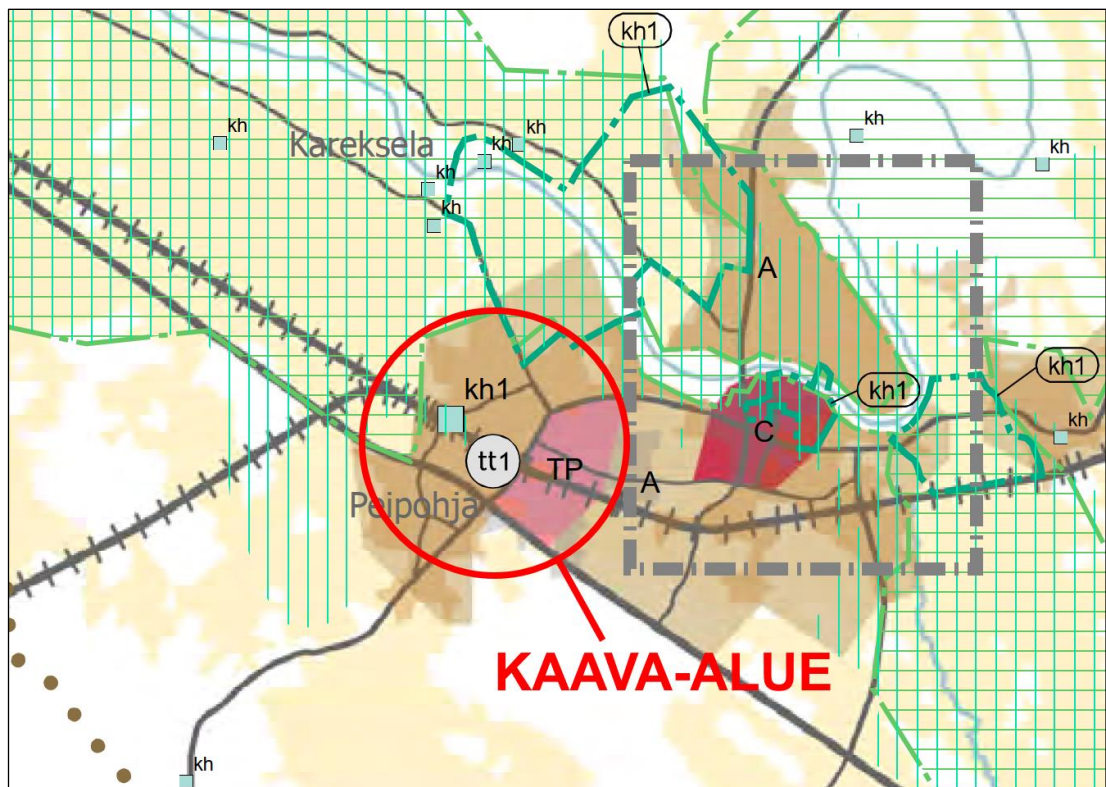 kh1
kh
kh
kh
Kareksela
kh
kh
kh
kh
A
kh1
kh1
kh1
kh
C
tt1
TP
A
Peipohja
KAAVA-ALUE
kh